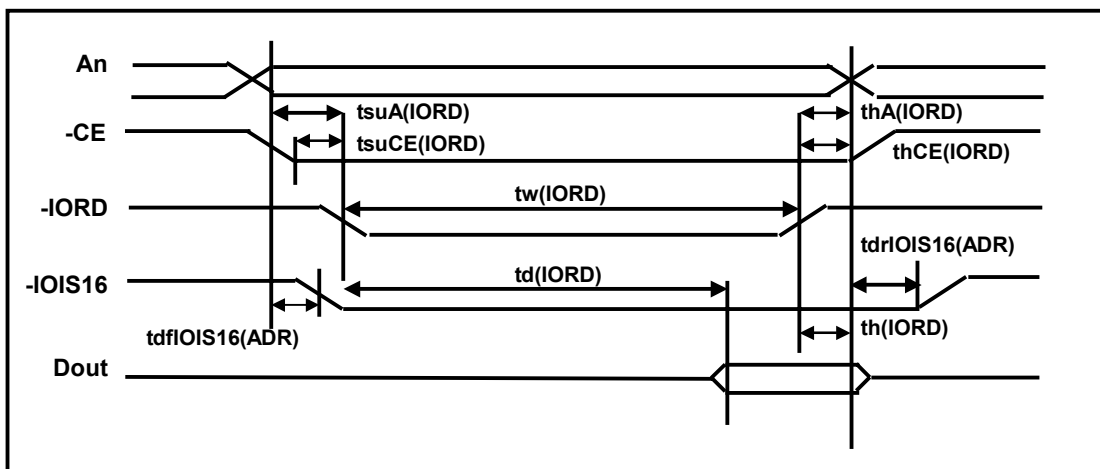 An
tsuA(IORD)
thA(IORD)
-CE
tsuCE(IORD)
thCE(IORD)
tw(IORD)
-IORD
tdrIOIS16(ADR)
td(IORD)
-IOIS16
th(IORD)
tdfIOIS16(ADR)
Dout